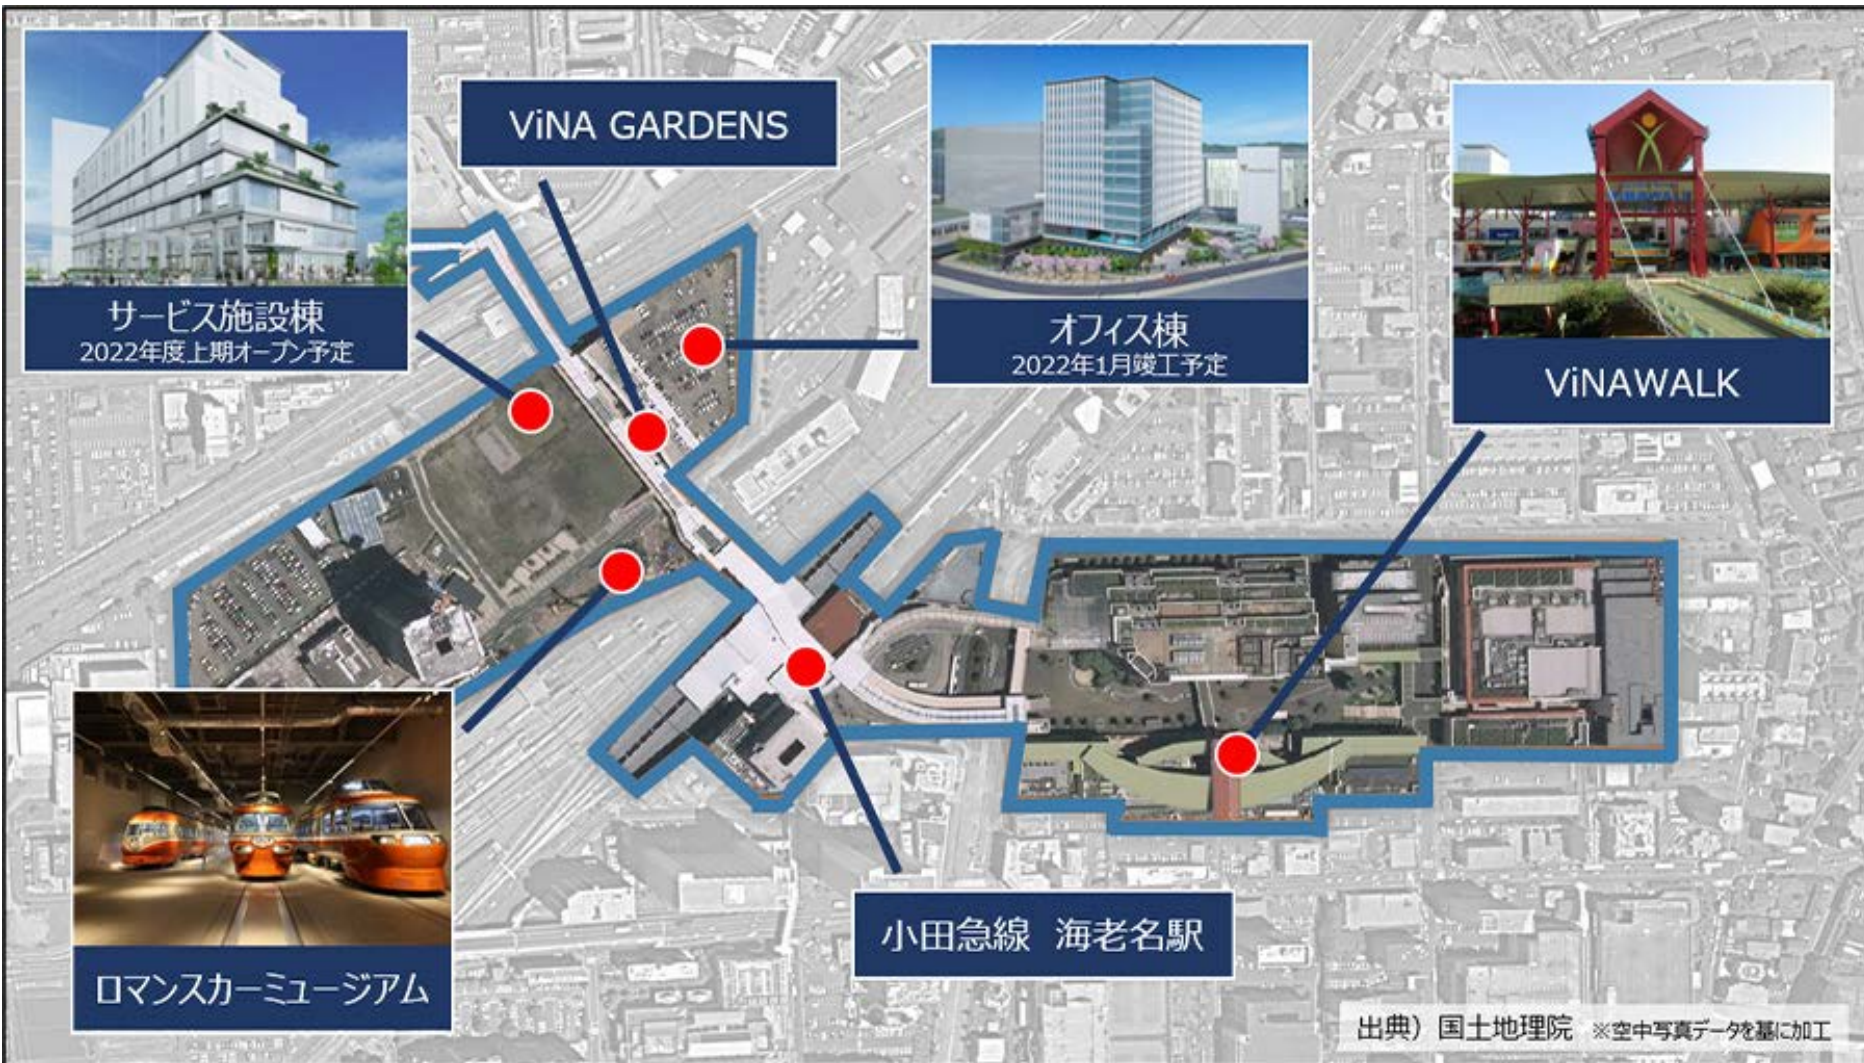 ViNA GARDENS
サービス施設棟
2022年度上期オープン予定
オフィス棟
2022年1月竣工予定
ViNAWALK
ロマンスカーミュージアム
小田急線 海老名駅
出典）国土地理院 ※空中写真データを基に加工